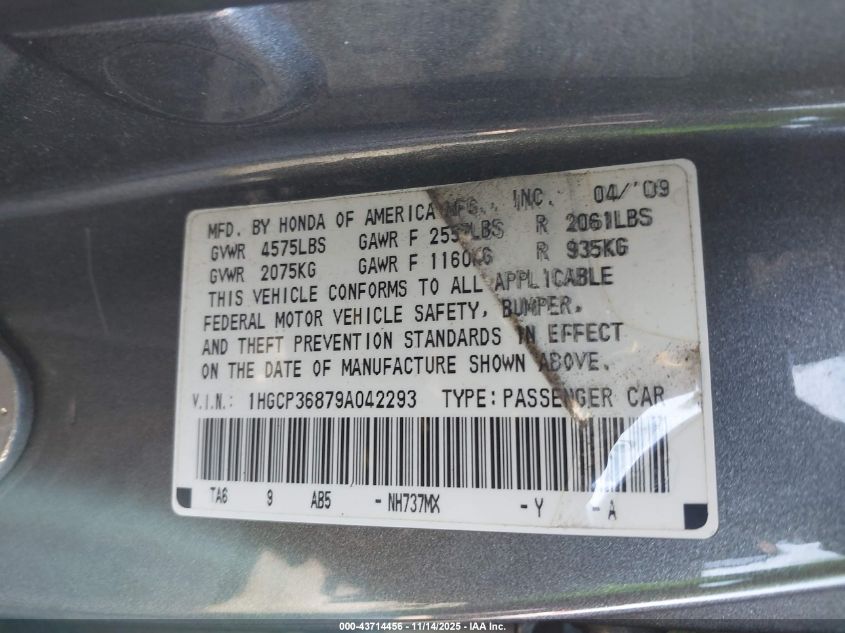 MFD. BY HONDA OF AMERICA MFG., INC. 04/'09
GVWR 4575LBS GAWR F 2557LBS R 2061LBS
GVWR 2075KG GAWR F 1160KG R 935KG
THIS VEHICLE CONFORMS TO ALL APPLICABLE
FEDERAL MOTOR VEHICLE SAFETY, BUMPER,
AND THEFT PREVENTION STANDARDS IN EFFECT
ON THE DATE OF MANUFACTURE SHOWN ABOVE.
V.I.N.: 1HGCP36879A042293 TYPE: PASSENGER CAR
TA6 9 AB5 - NH737MX - Y - A
000-43714456 - 11/14/2025 - IAA Inc.